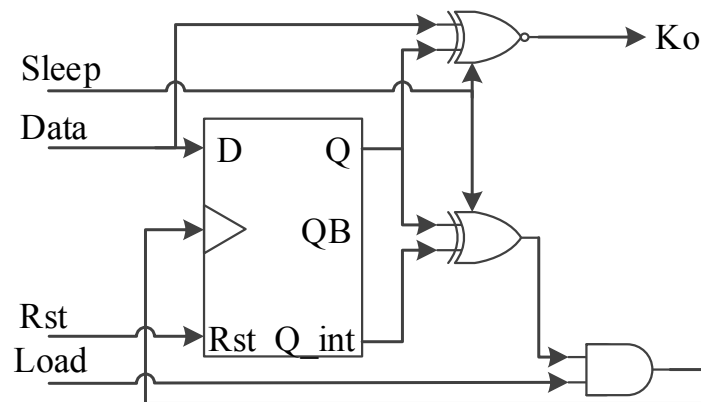 Ko
Sleep
Data
D Q
QB
Rst
Rst Q_int
Load